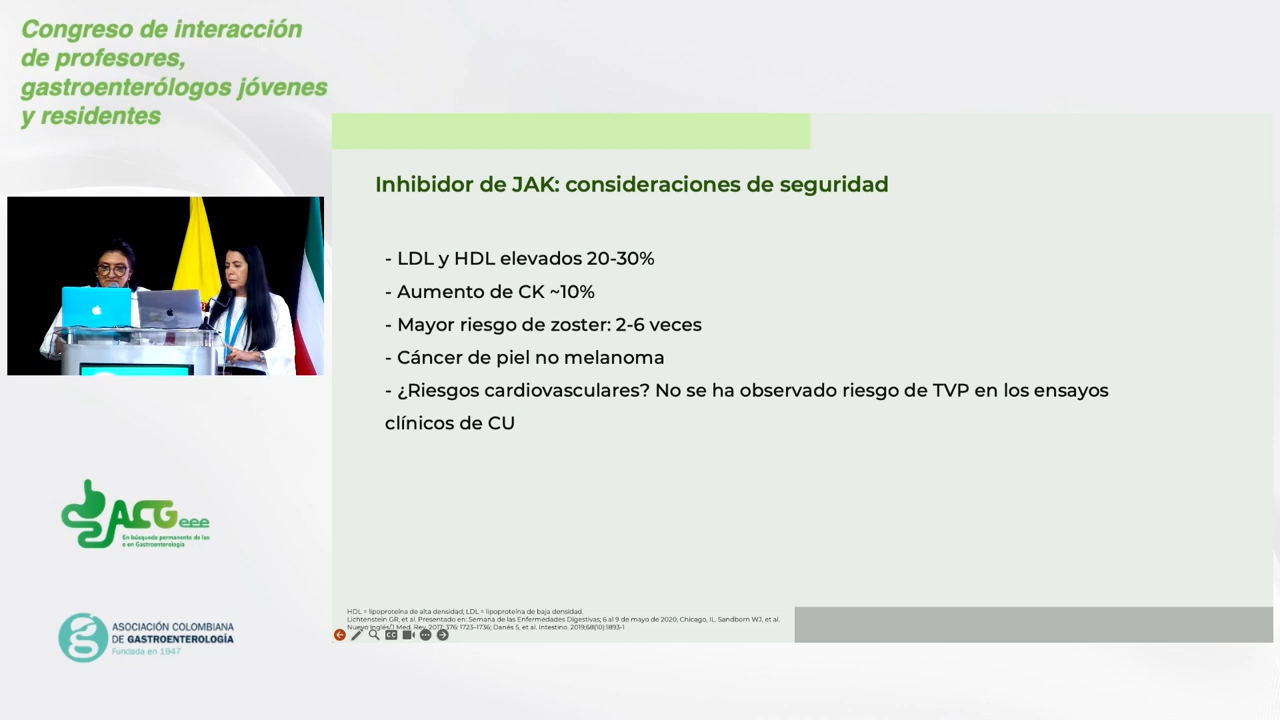 Congreso de interacción
de profesores,
gastroenterólogos jóvenes
y residentes
Inhibidor de JAK: consideraciones de seguridad
- LDL y HDL elevados 20-30%
- Aumento de CK ~10%
- Mayor riesgo de zoster: 2-6 veces
- Cáncer de piel no melanoma
- ¿Riesgos cardiovasculares? No se ha observado riesgo de TVP en los ensayos
clínicos de CU
ACG eee
En búsqueda permanente de las
e en Gastroenterología
HDL = lipoproteína de alta densidad; LDL = lipoproteína de baja densidad.
Lichtenstein GR, et al. Presentado en: Semana de las Enfermedades Digestivas; 6 al 9 de mayo de 2020; Chicago, IL. Sandborn WJ, et al.
Nuevo inglés/J Med. Rev. 2017; 376: 1723-1736; Danés S, et al. Intestino. 2019;68(10):1893-1
CC
ASOCIACIÓN COLOMBIANA
DE GASTROENTEROLOGÍA
Fundada en 1947